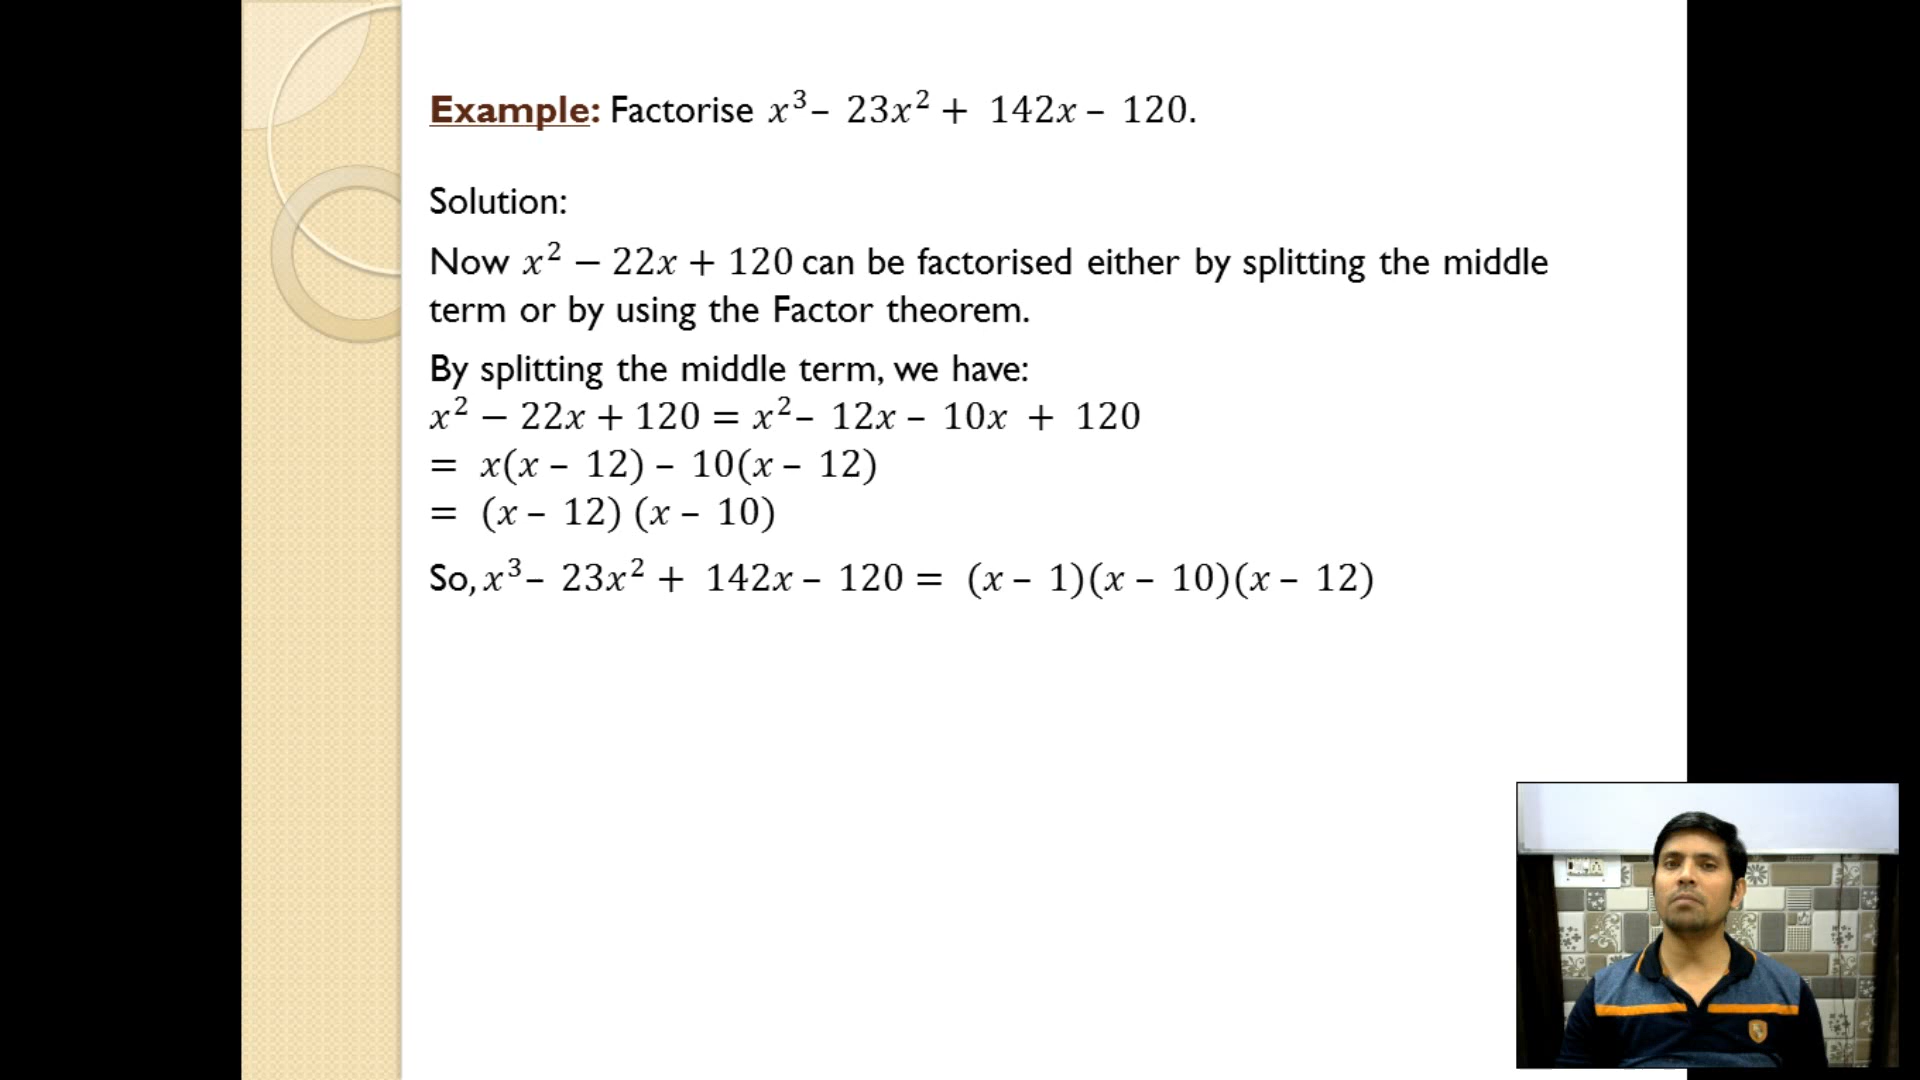 Example: Factorise x³– 23x² + 142x – 120.
Solution:
Now x² − 22x + 120 can be factorised either by splitting the middle
term or by using the Factor theorem.
By splitting the middle term, we have:
x² − 22x + 120 = x²– 12x – 10x + 120
= x(x – 12) – 10(x – 12)
= (x – 12) (x – 10)
So, x³– 23x² + 142x – 120 = (x – 1)(x – 10)(x – 12)